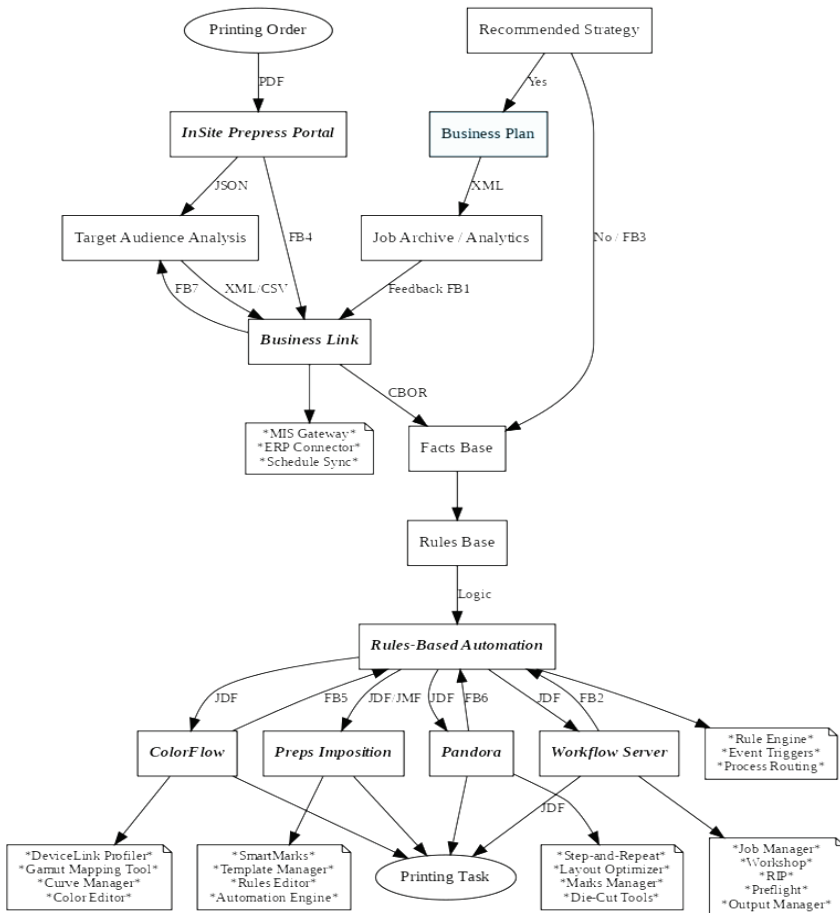 Printing Order
Recommended Strategy
PDF
Yes
InSite Prepress Portal
Business Plan
JSON
XML
Target Audience Analysis
FB4
Job Archive / Analytics
No / FB3
FB7
XML/CSV
Feedback FB1
Business Link
CBOR
*MIS Gateway*
*ERP Connector*
*Schedule Sync*
Facts Base
Rules Base
Logic
Rules-Based Automation
JDF
FB5
JDF/JMF
JDF
FB6
JDF
FB2
ColorFlow
Preps Imposition
Pandora
Workflow Server
*Rule Engine*
*Event Triggers*
*Process Routing*
JDF
*DeviceLink Profiler*
*Gamut Mapping Tool*
*Curve Manager*
*Color Editor*
*SmartMarks*
*Template Manager*
*Rules Editor*
*Automation Engine*
Printing Task
*Step-and-Repeat*
*Layout Optimizer*
*Marks Manager*
*Die-Cut Tools*
*Job Manager*
*Workshop*
*RIP*
*Preflight*
*Output Manager*